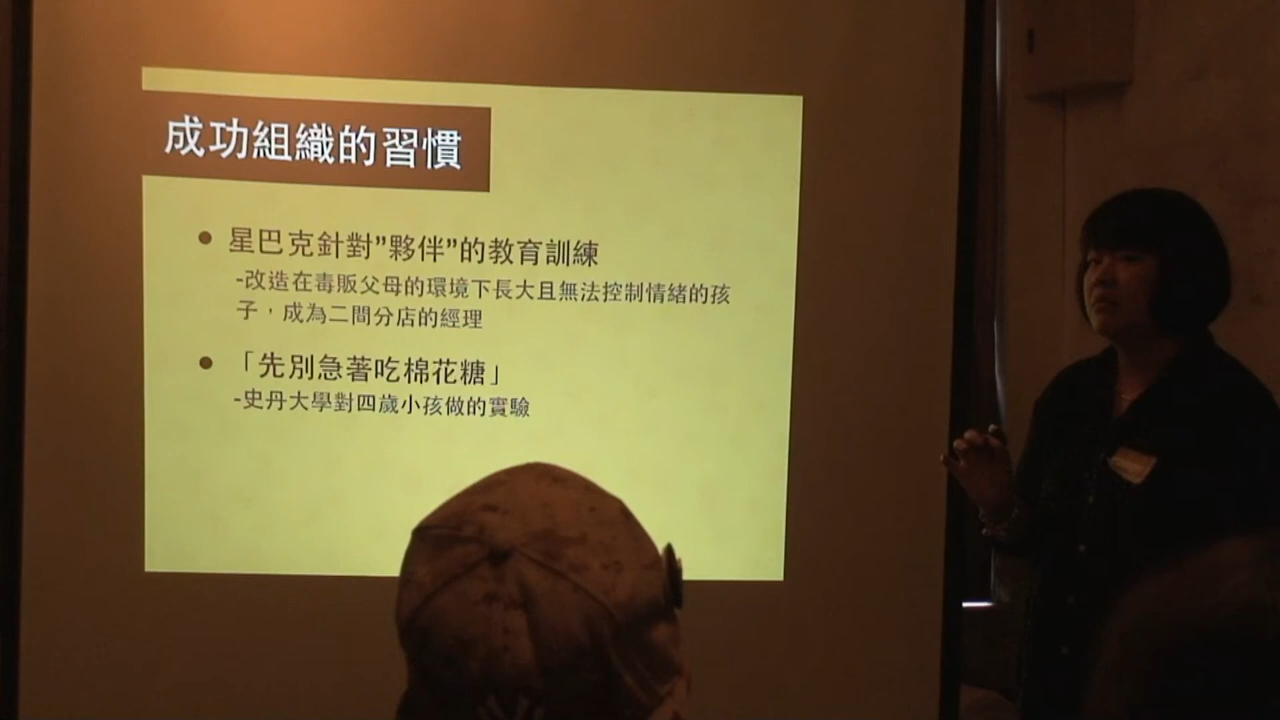 成功組織的習慣
星巴克針對”夥伴”的教育訓練
-改造在毒販父母的環境下長大且無法控制情緒的孩
子，成為二間分店的經理
「先別急著吃棉花糖」
-史丹大學對四歲小孩做的實驗